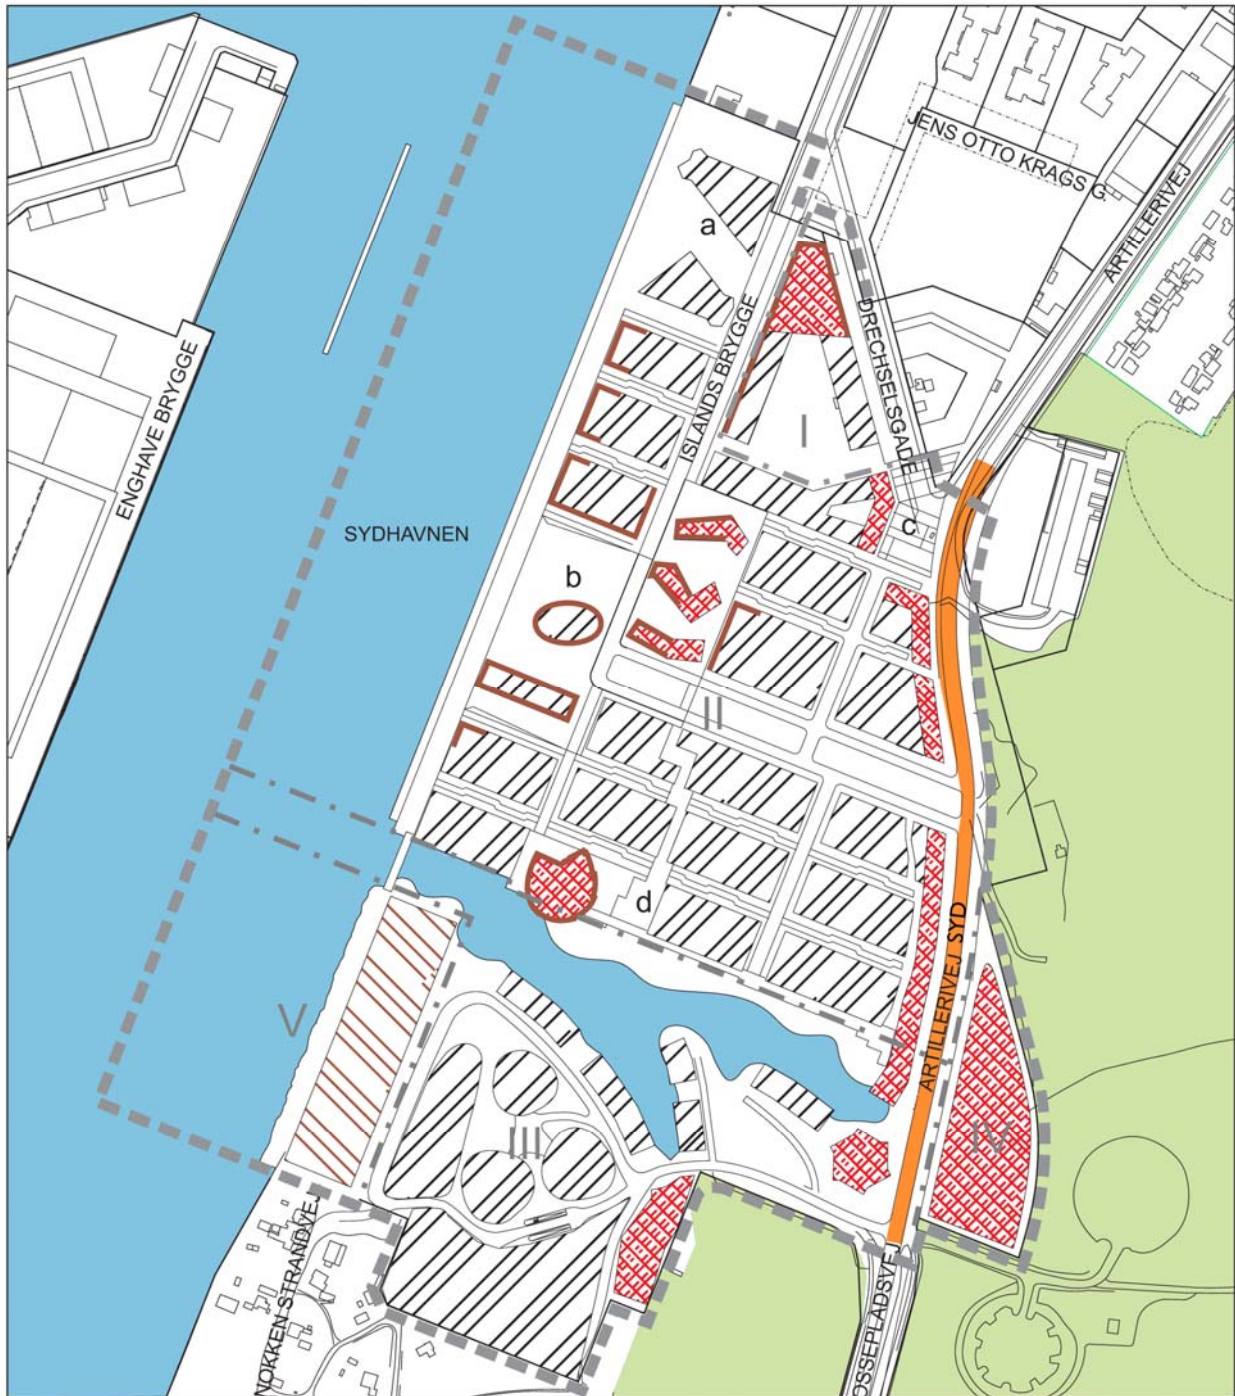 JENS OTTO KRAGS G.
ARTILLERIVEJ
a
ISLANDS BRYGGE
DRECHSELSGADE
ENGHAVE BRYGGE
I
SYDHAVNEN
c
b
II
d
ARTILLERIVEJ SYD
V
III
IV
NOKKEN STRANDVEJ
OSSEPLADSVE